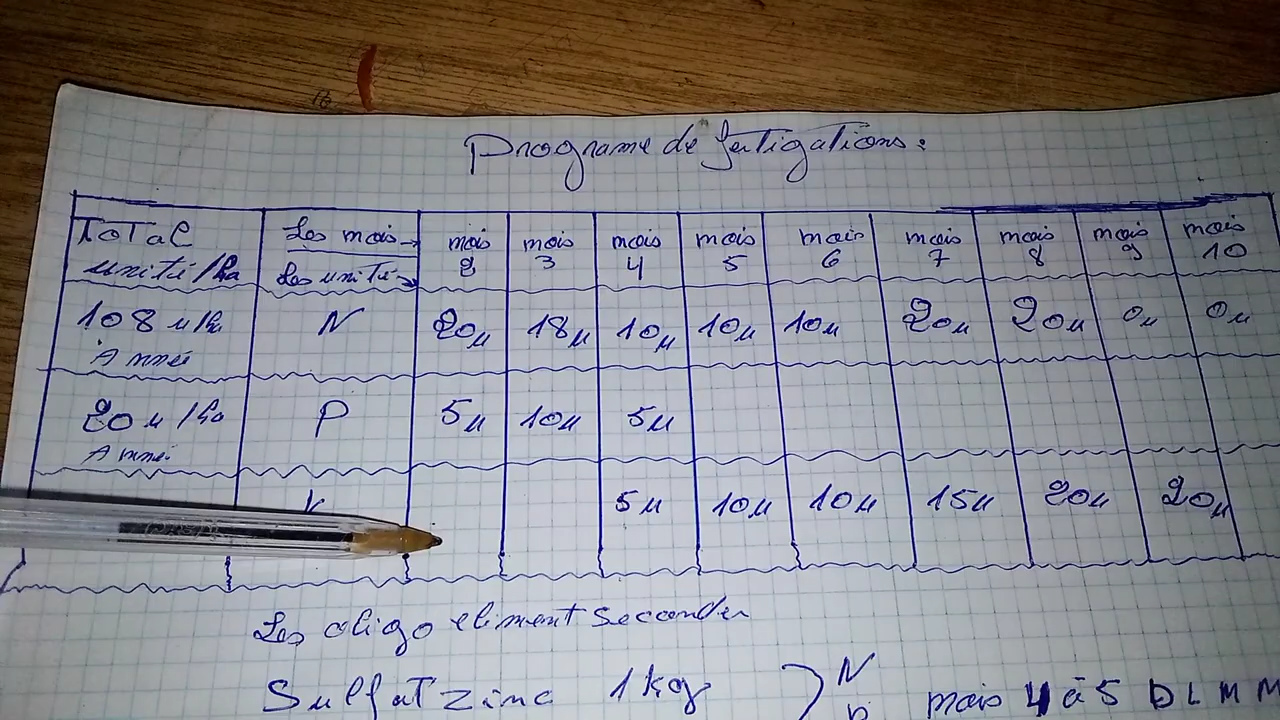 Programe de fertigations:
TOTAL unité/ha Les mois Les unité mois 2 mois 3 mois 4 mois 5 mois 6 mois 7 mois 8 mois 9 mois 10
108 u/ha Année N 20u 18u 10u 10u 10u 20u 20u 0u 0u
20u/ha Année P 5u 10u 5u
K 5u 10u 10u 15u 20u 20u
Les oligo eliment seconder
Sulfat zinc 1kg N mois 4 à 5 D L M M